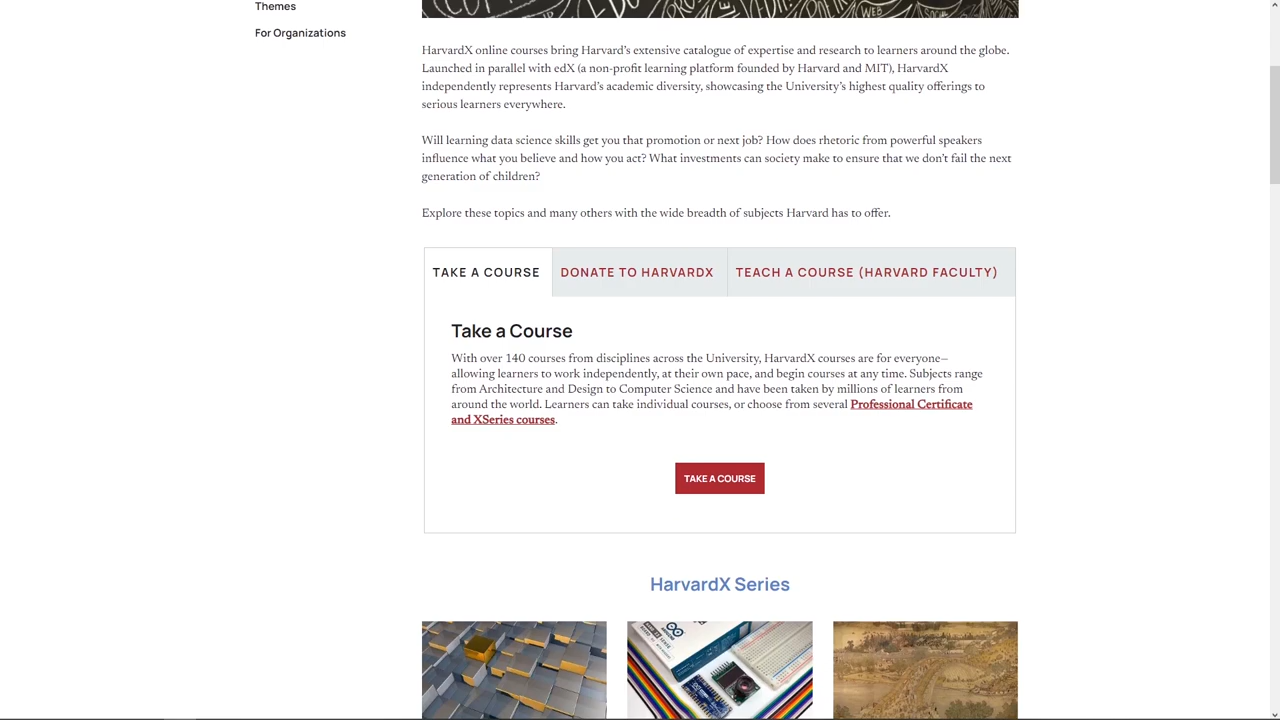 Themes
For Organizations
WEB
HarvardX online courses bring Harvard’s extensive catalogue of expertise and research to learners around the globe.
Launched in parallel with edX (a non-profit learning platform founded by Harvard and MIT), HarvardX
independently represents Harvard’s academic diversity, showcasing the University’s highest quality offerings to
serious learners everywhere.
Will learning data science skills get you that promotion or next job? How does rhetoric from powerful speakers
influence what you believe and how you act? What investments can society make to ensure that we don’t fail the next
generation of children?
Explore these topics and many others with the wide breadth of subjects Harvard has to offer.
TAKE A COURSE
DONATE TO HARVARDX
TEACH A COURSE (HARVARD FACULTY)
Take a Course
With over 140 courses from disciplines across the University, HarvardX courses are for everyone—
allowing learners to work independently, at their own pace, and begin courses at any time. Subjects range
from Architecture and Design to Computer Science and have been taken by millions of learners from
around the world. Learners can take individual courses, or choose from several Professional Certificate
and XSeries courses.
TAKE A COURSE
HarvardX Series